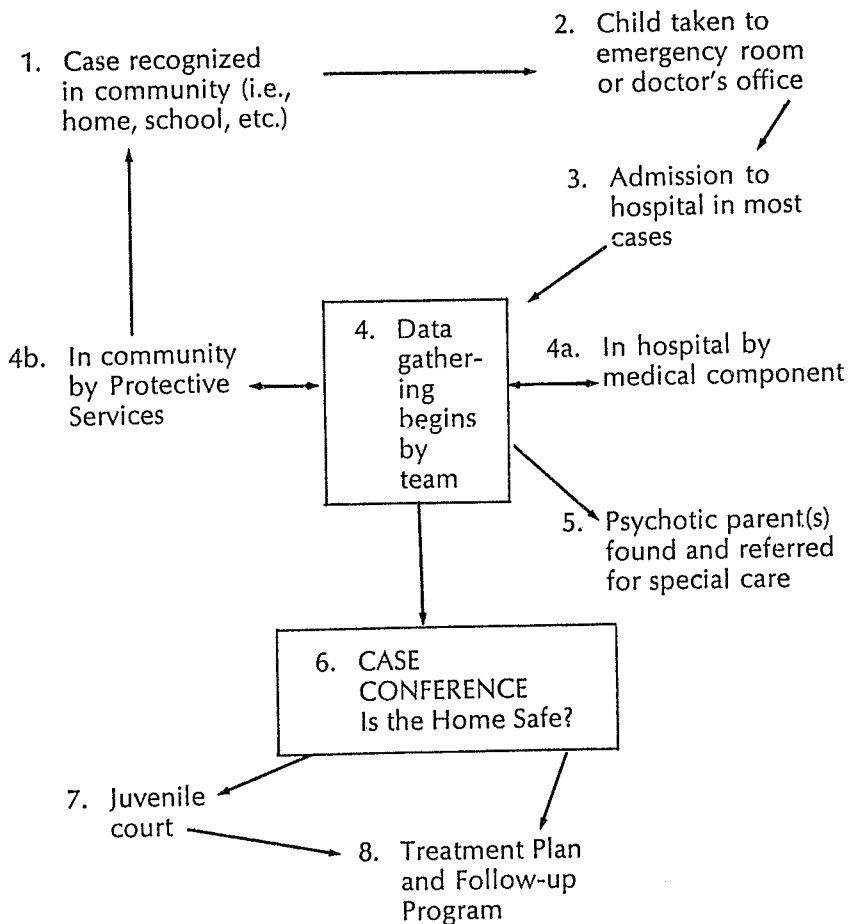 1. Case recognized
in community (i.e.,
home, school, etc.)
2. Child taken to
emergency room
or doctor's office
3. Admission to
hospital in most
cases
4. Data
gather-
ing
begins
by
team
4a. In hospital by
medical component
4b. In community
by Protective
Services
5. Psychotic parent(s)
found and referred
for special care
6. CASE
CONFERENCE
Is the Home Safe?
7. Juvenile
court
8. Treatment Plan
and Follow-up
Program